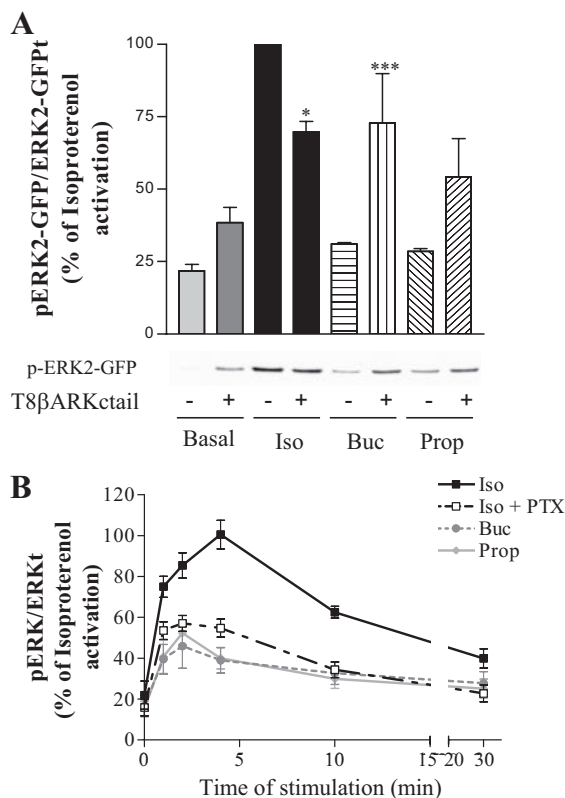 A
pERK2-GFP/ERK2-GFPt
(% of Isoproterenol
activation)
100
75
50
25
0
* ***
p-ERK2-GFP
T8βARKctail - + - + - + - +
Basal Iso Buc Prop
B
pERK/ERKt
(% of Isoproterenol
activation)
120
100
80
60
40
20
0
Iso
Iso + PTX
Buc
Prop
0 5 10 15 20 30
Time of stimulation (min)